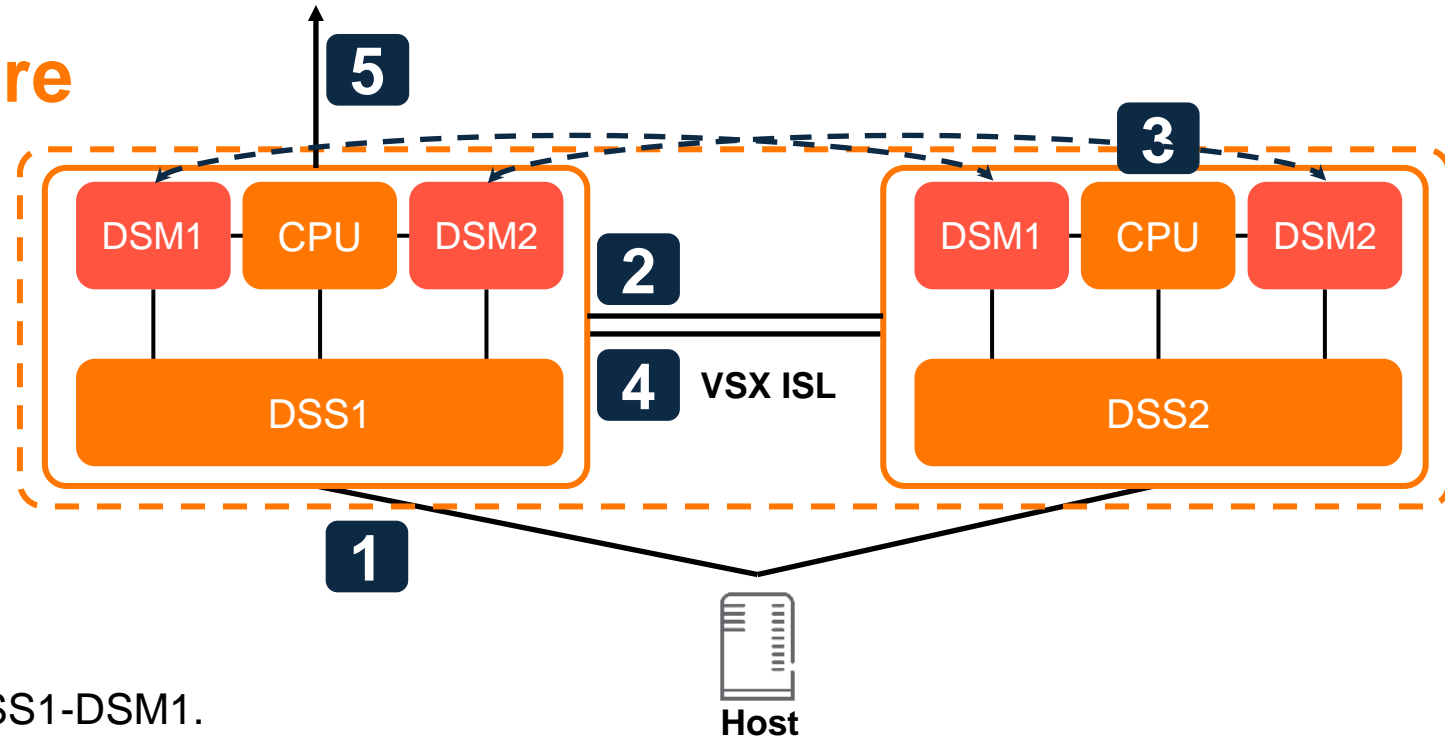 re
5
3
DSM1 CPU DSM2
DSM1 CPU DSM2
2
4
VSX ISL
DSS1
DSS2
1
SS1-DSM1.
Host